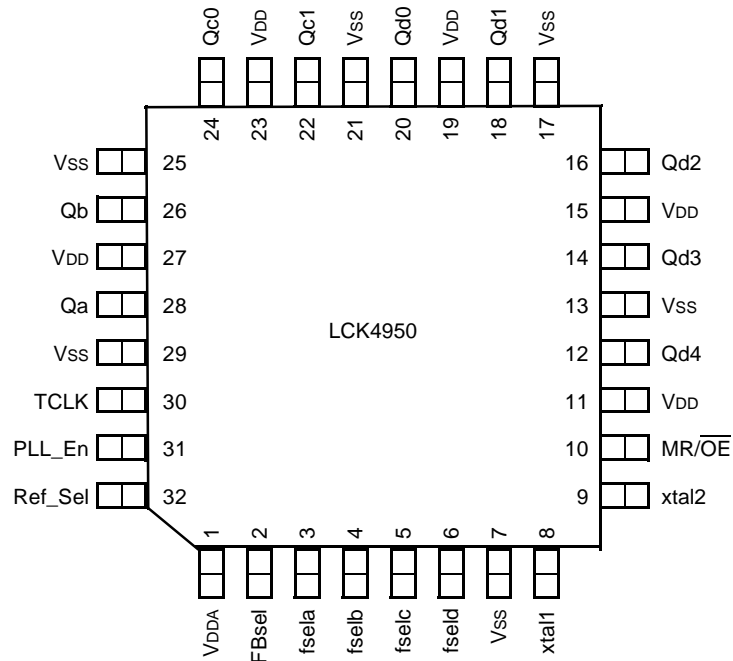 Qc0 VDD Qc1 VSS Qd0 VDD Qd1 VSS
24 23 22 21 20 19 18 17
VSS 25 16 Qd2
Qb 26 15 VDD
VDD 27 14 Qd3
Qa 28 13 VSS
LCK4950
VSS 29 12 Qd4
TCLK 30 11 VDD
PLL_En 31 10 MR/O̅E̅
Ref_Sel 32 9 xtal2
1 2 3 4 5 6 7 8
VDDA FBsel fsela fselb fselc fseld VSS xtal1